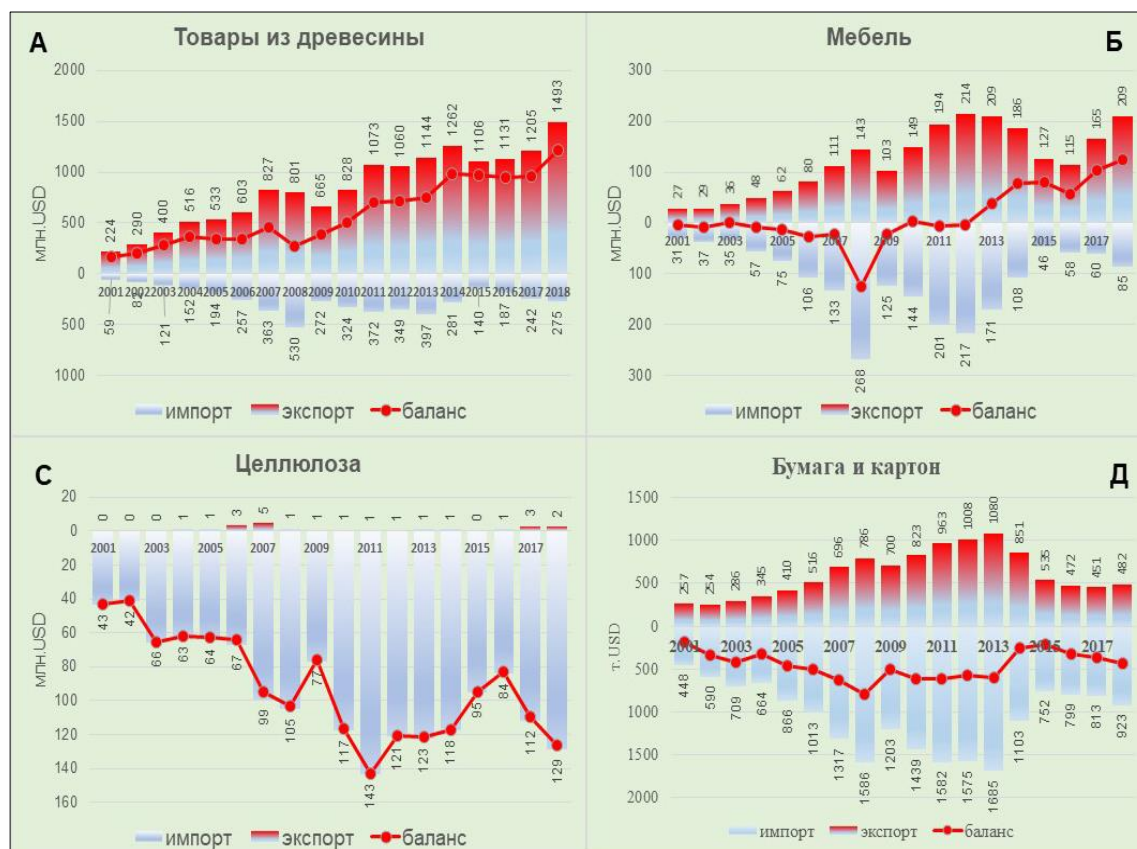 А
Товары из древесины
2000
1500
1000
500
0
500
1000
млн.USD
224 290 400 516 533 603 827 801 665 828 1073 1060 1144 1262 1106 1131 1205 1493
2001 2002 2003 2004 2005 2006 2007 2008 2009 2010 2011 2012 2013 2014 2015 2016 2017 2018
59 82 121 152 194 257 363 530 272 324 372 349 397 281 140 187 242 275
импорт экспорт баланс
Мебель
Б
300
200
100
0
100
200
300
млн.USD
27 29 36 48 62 80 111 143 103 149 194 214 209 186 127 115 165 209
2001 2003 2005 2007 2009 2011 2013 2015 2017
31 37 35 57 75 106 133 268 125 144 201 217 171 108 46 58 60 85
импорт экспорт баланс
С
Целлюлоза
20
0
20
40
60
80
100
120
140
160
млн.USD
0 0 0 1 1 3 5 1 1 1 1 1 1 1 0 1 3 2
2001 2003 2005 2007 2009 2011 2013 2015 2017
43 42 66 63 64 67 99 105 77 117 143 121 123 118 95 84 112 129
импорт экспорт баланс
Бумага и картон
Д
1500
1000
500
0
500
1000
1500
2000
т. USD
257 254 286 345 410 516 696 786 700 823 963 1008 1080 851 535 472 451 482
2001 2003 2005 2007 2009 2011 2013 2015 2017
448 590 709 664 866 1013 1317 1586 1203 1439 1582 1575 1685 1103 752 799 813 923
импорт экспорт баланс